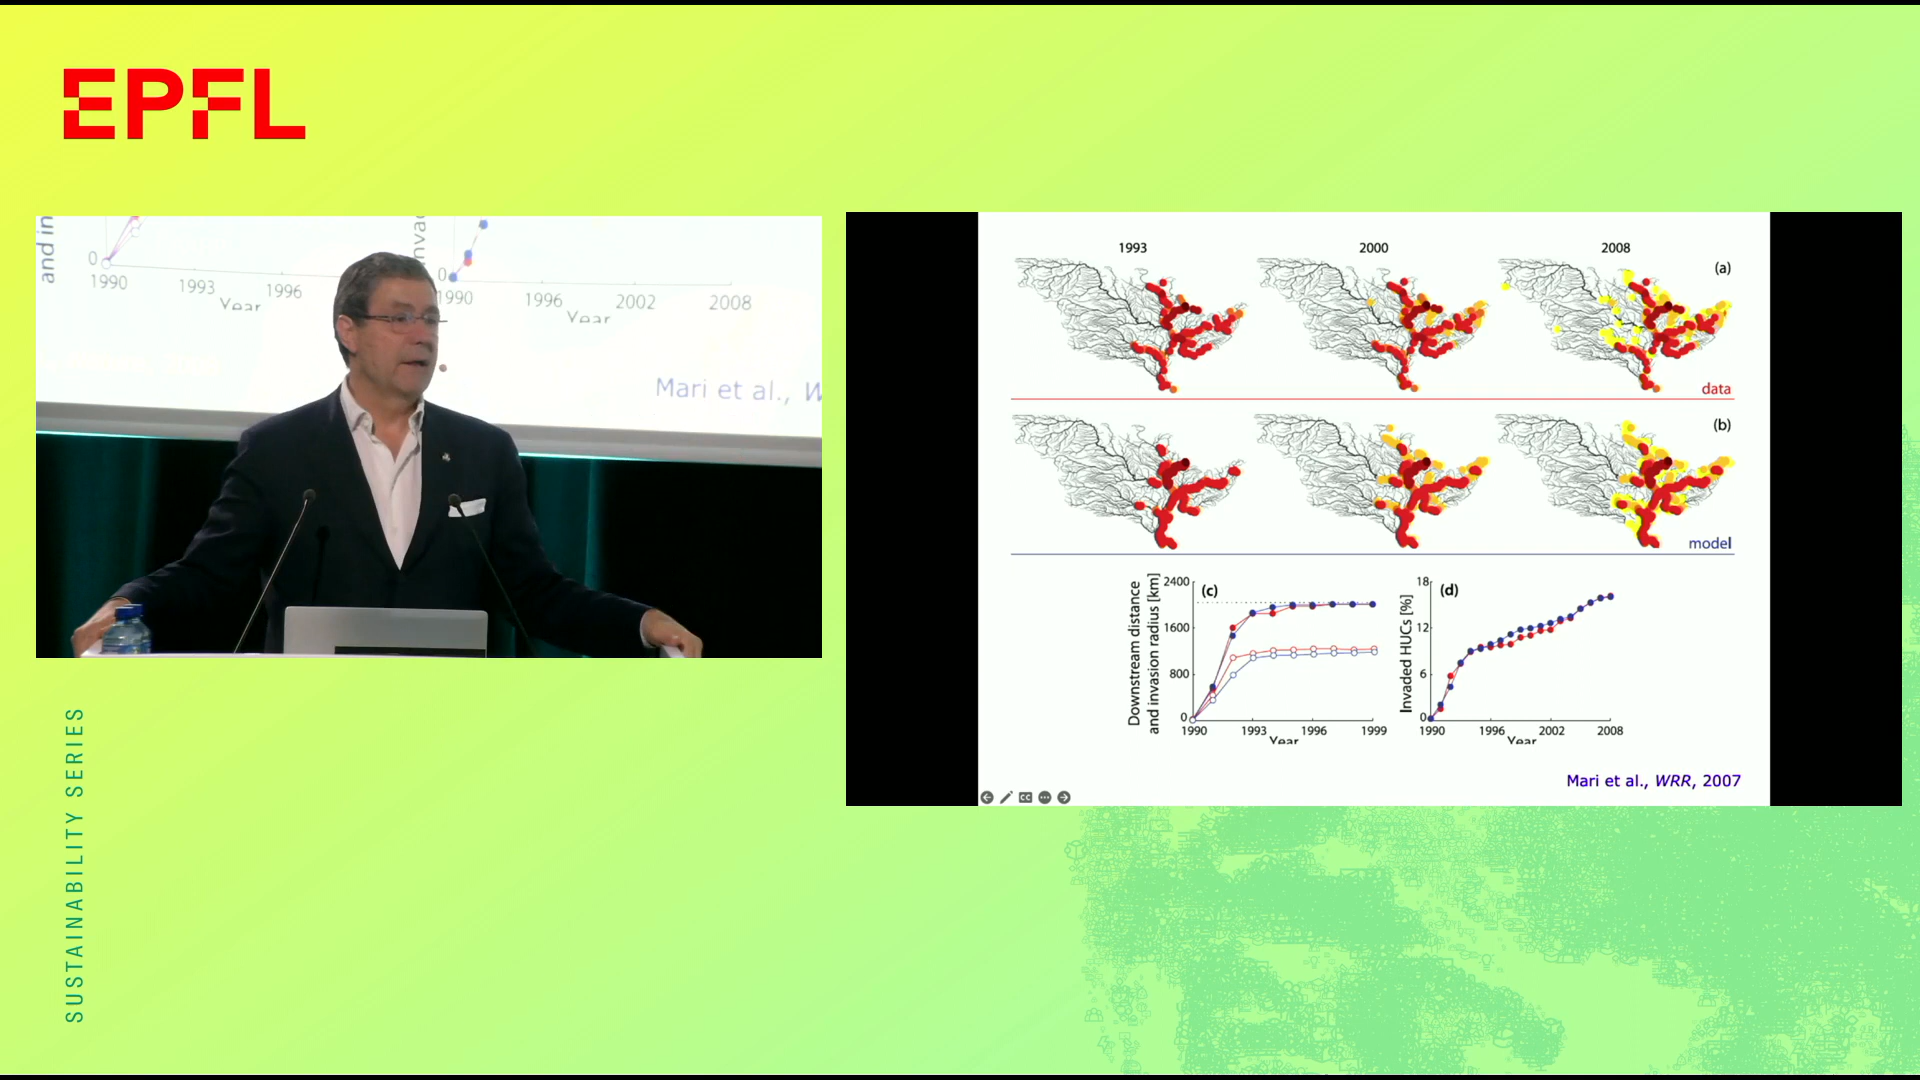 EPFL
and in
0
1990
1993
1996
Year
0
1990
1996
2002
2008
Year
Mari et al., W
SUSTAINABILITY SERIES
1993
2000
2008
(a)
data
(b)
model
Downstream distance
and invasion radius [km]
2400
1600
800
0
(c)
1990
1993
1996
1999
Year
Invaded HUCs [%]
18
12
6
0
(d)
1990
1996
2002
2008
Year
Mari et al., WRR, 2007
CC